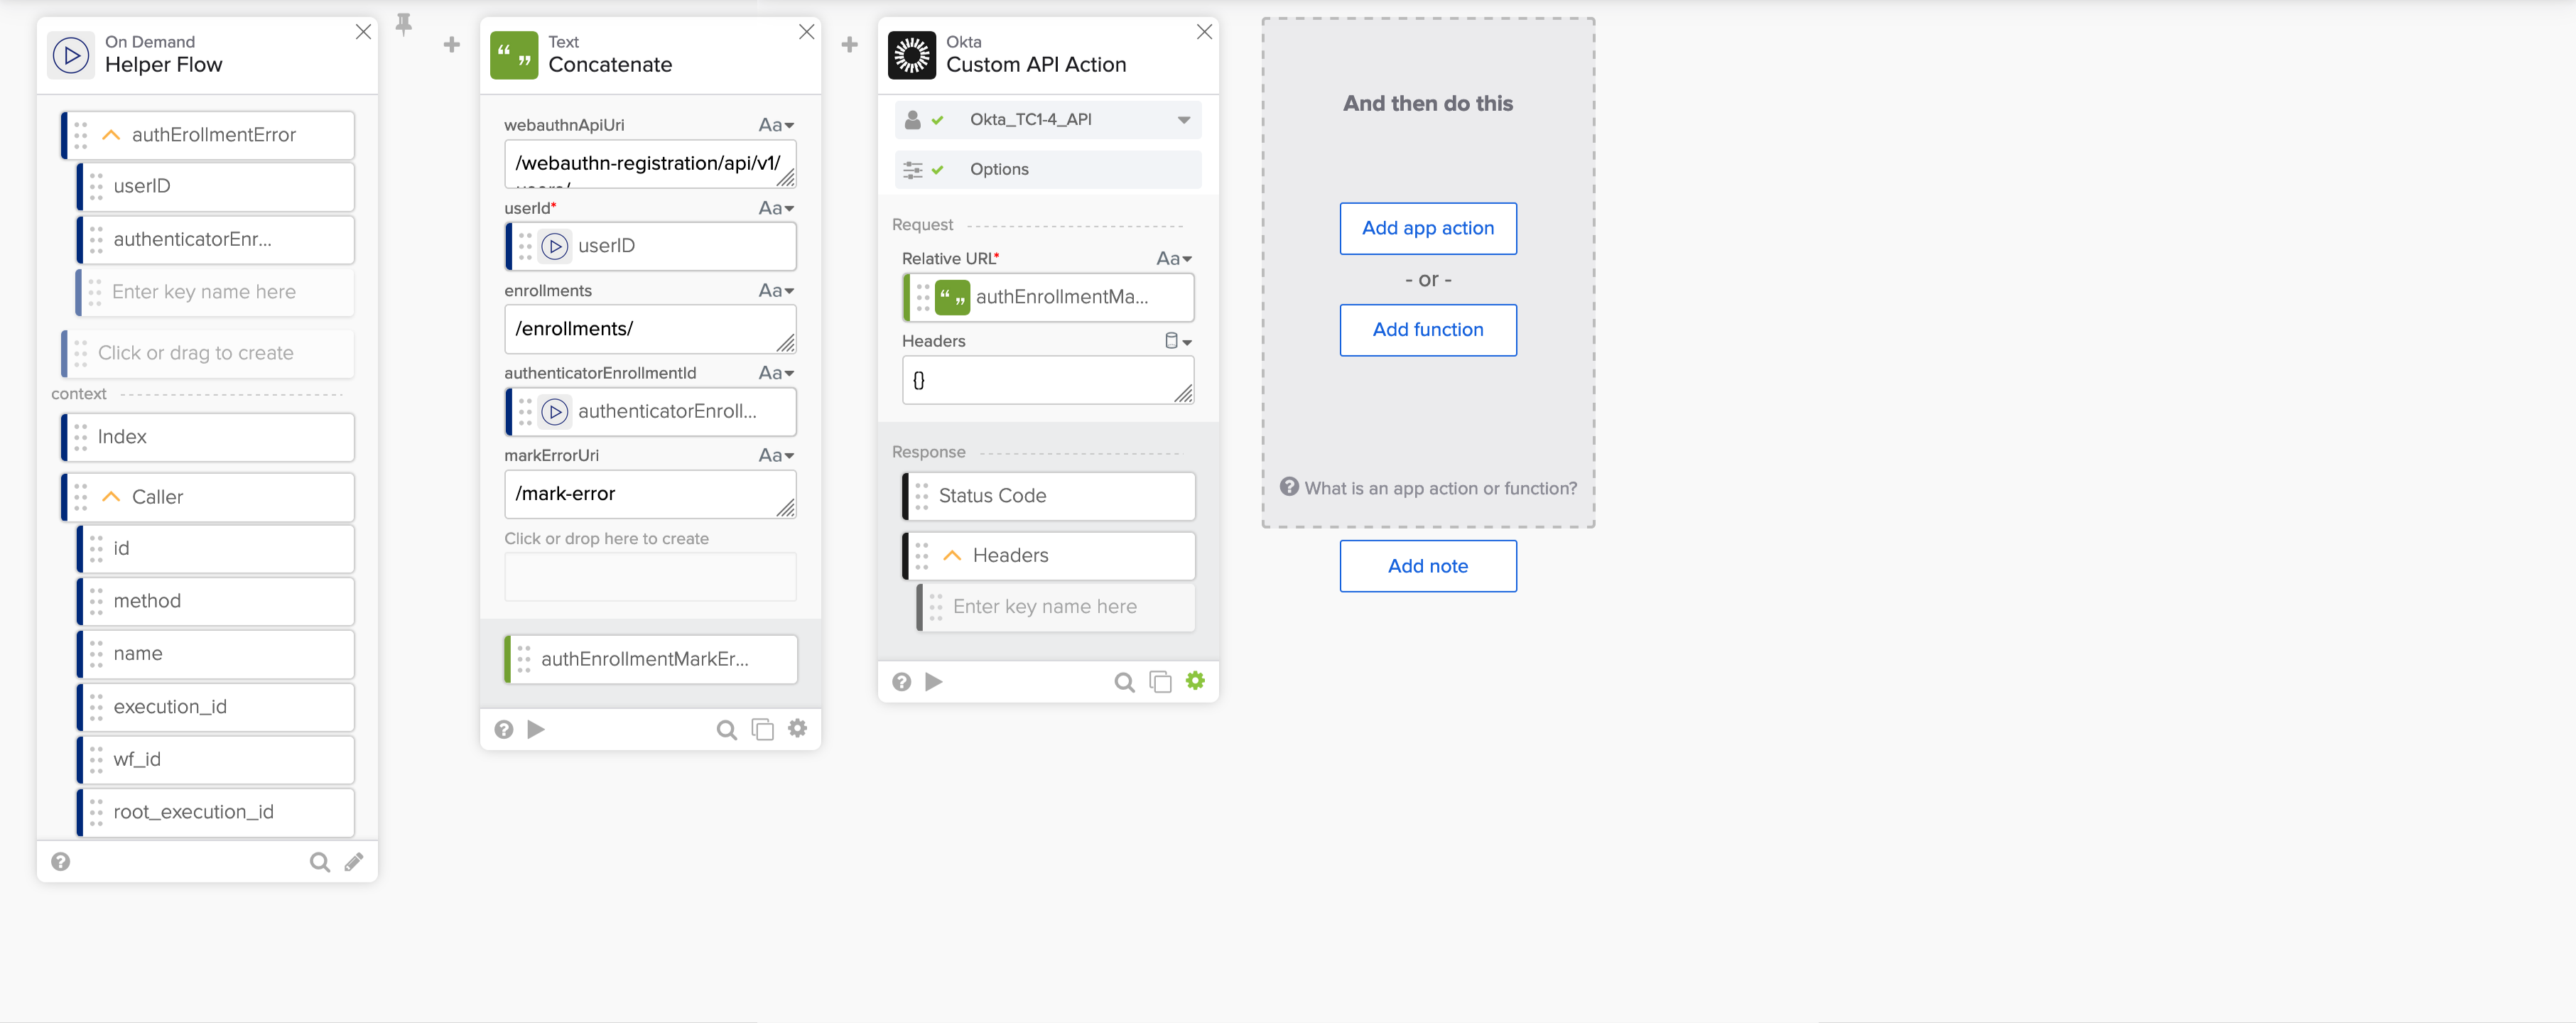 On Demand
Helper Flow
authErollmentError
userID
authenticatorEnr...
Enter key name here
Click or drag to create
context
Index
Caller
id
method
name
execution_id
wf_id
root_execution_id
Text
Concatenate
webauthnApiUri
Aa
/webauthn-registration/api/v1/
userId*
Aa
userID
enrollments
Aa
/enrollments/
authenticatorEnrollmentId
Aa
authenticatorEnroll...
markErrorUri
Aa
/mark-error
Click or drop here to create
authEnrollmentMarkEr...
Okta
Custom API Action
Okta_TC1-4_API
Options
Request
Relative URL*
Aa
authEnrollmentMa...
Headers
{}
Response
Status Code
Headers
Enter key name here
And then do this
Add app action
- or -
Add function
What is an app action or function?
Add note